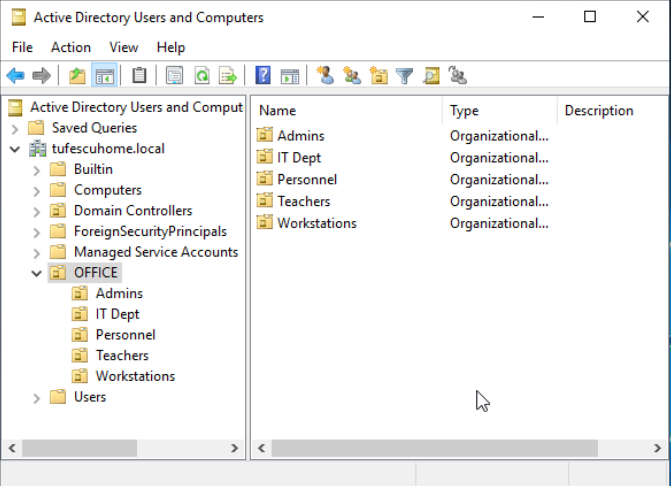 Active Directory Users and Computers
File Action View Help
Active Directory Users and Comput
Saved Queries
tufescuhome.local
Builtin
Computers
Domain Controllers
ForeignSecurityPrincipals
Managed Service Accounts
OFFICE
Admins
IT Dept
Personnel
Teachers
Workstations
Users
Name Type Description
Admins Organizational...
IT Dept Organizational...
Personnel Organizational...
Teachers Organizational...
Workstations Organizational...